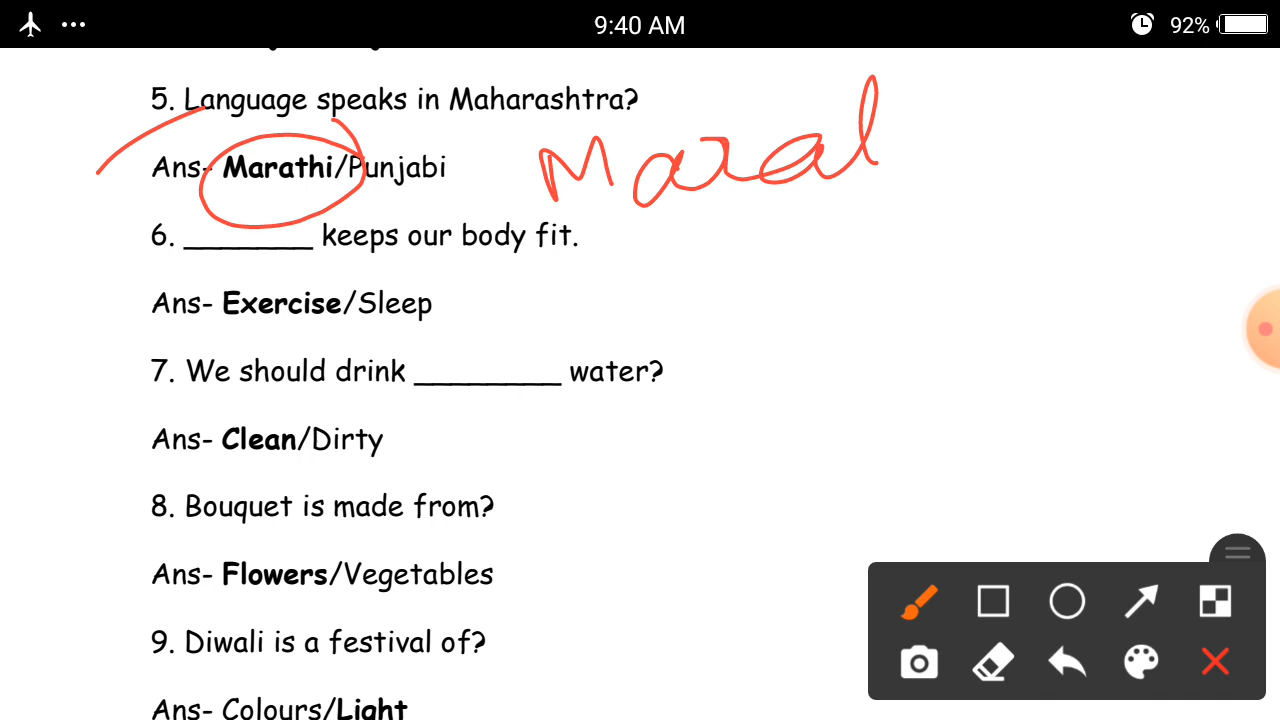 9:40 AM 92%
5. Language speaks in Maharashtra?
Ans- Marathi/Punjabi
Maral
6. _______ keeps our body fit.
Ans- Exercise/Sleep
7. We should drink ________ water?
Ans- Clean/Dirty
8. Bouquet is made from?
Ans- Flowers/Vegetables
9. Diwali is a festival of?
Ans- Colours/Light